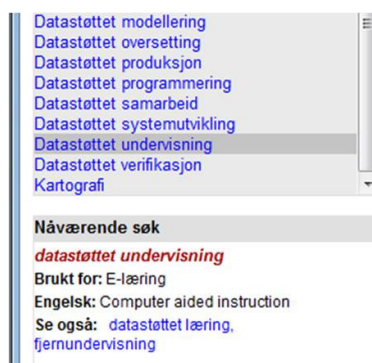 Datastøttet modellering
Datastøttet oversetting
Datastøttet produksjon
Datastøttet programmering
Datastøttet samarbeid
Datastøttet systemutvikling
Datastøttet undervisning
Datastøttet verifikasjon
Kartografi
Nåværende søk
datastøttet undervisning
Brukt for: E-læring
Engelsk: Computer aided instruction
Se også: datastøttet læring,
fjernundervisning